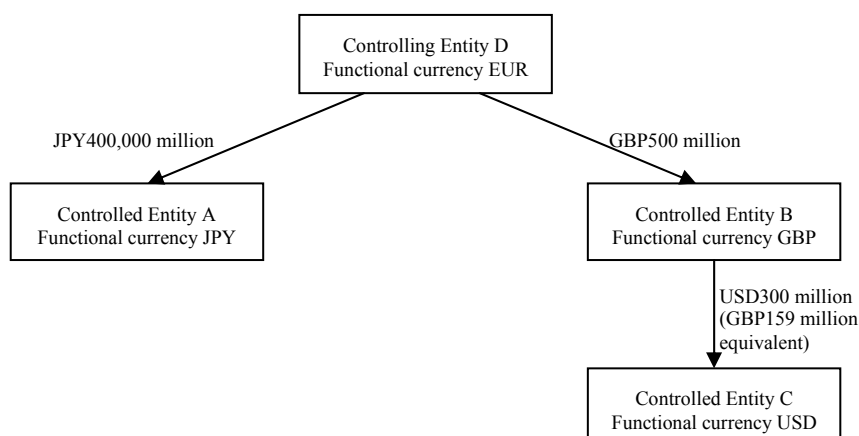 Controlling Entity D
Functional currency EUR
JPY400,000 million
GBP500 million
Controlled Entity A
Functional currency JPY
Controlled Entity B
Functional currency GBP
USD300 million
(GBP159 million
equivalent)
Controlled Entity C
Functional currency USD